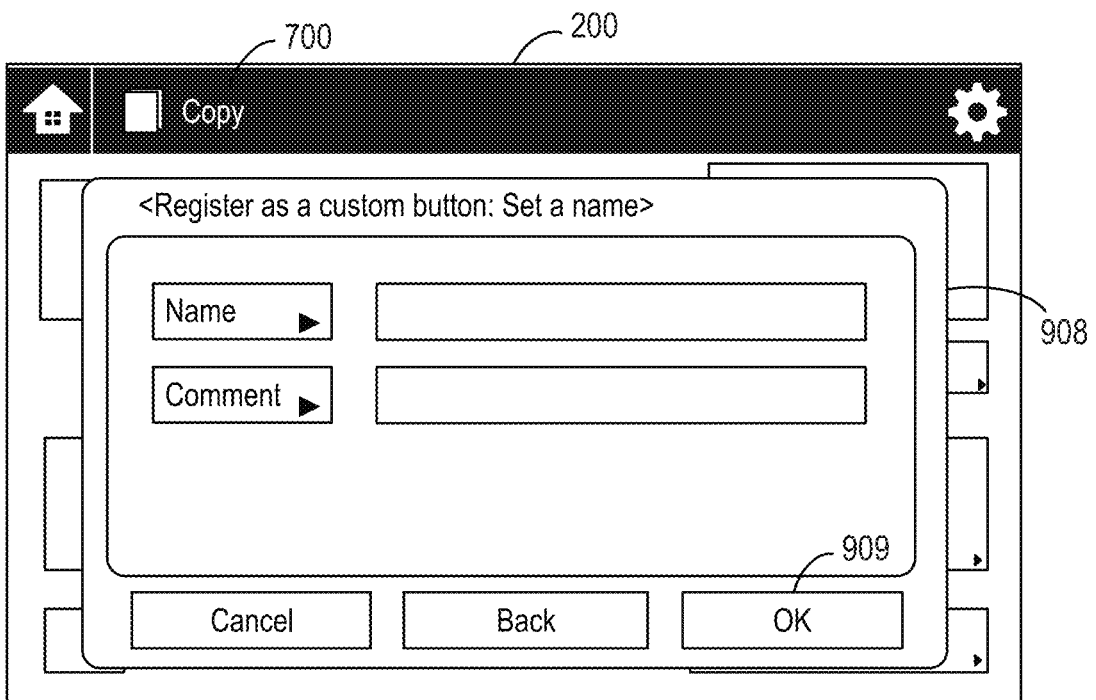 700
200
Copy
<Register as a custom button: Set a name>
Name
908
Comment
909
Cancel Back OK